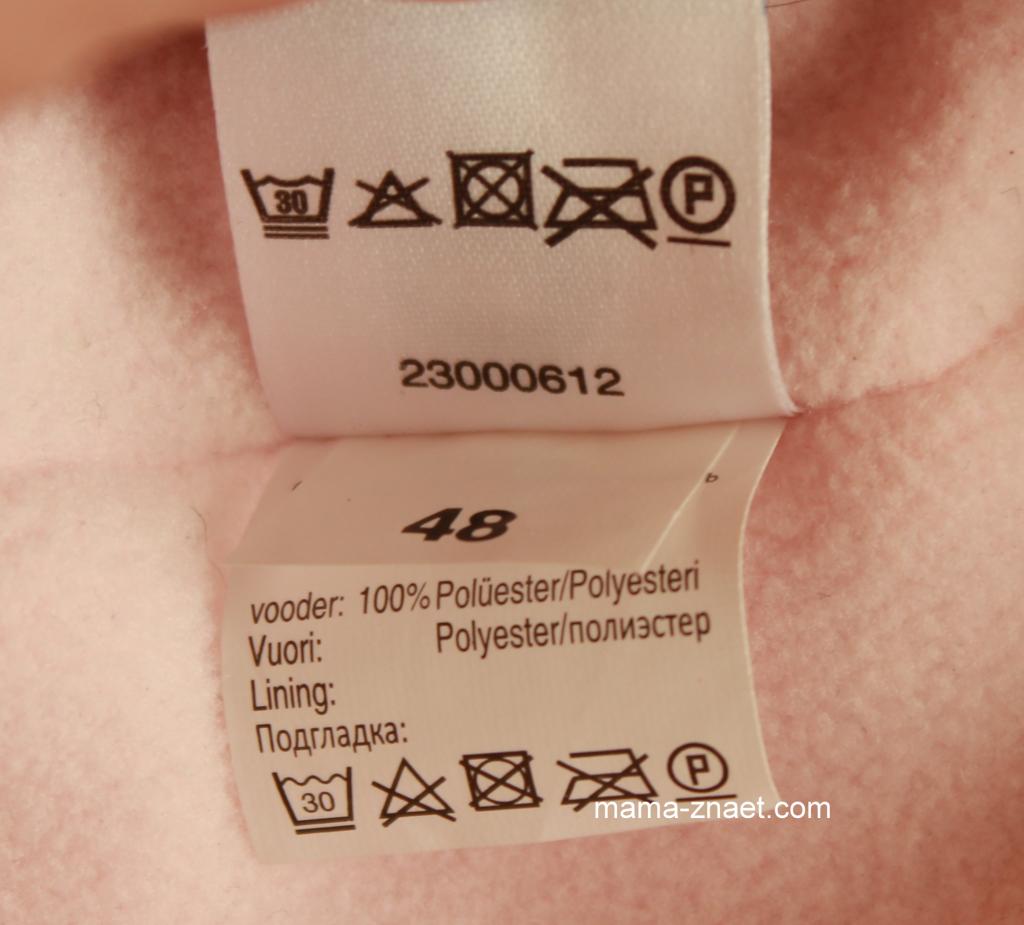 30
P
23000612
48
vooder: 100% Polüester/Polyesteri
Vuori: Polyester/полиэстер
Lining:
Подгладка:
30
P
mama-znaet.com